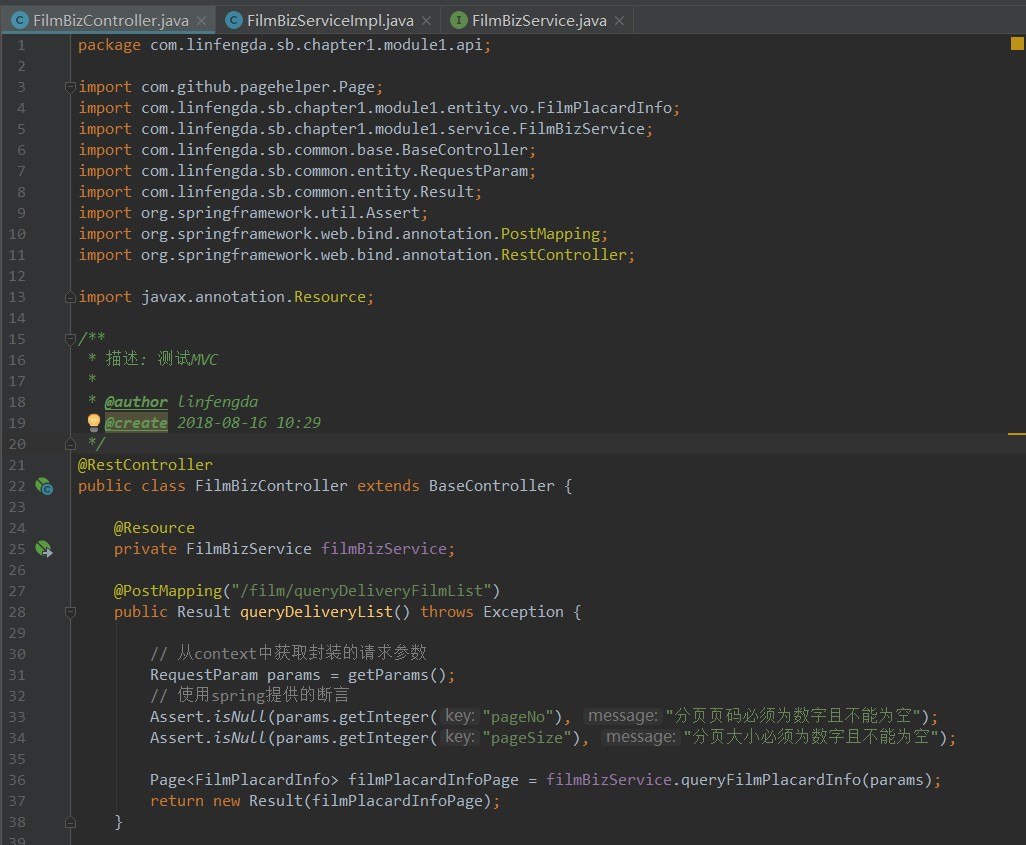 FilmBizController.java FilmBizServiceImpl.java FilmBizService.java
1 package com.linfengda.sb.chapter1.module1.api;
2
3 import com.github.pagehelper.Page;
4 import com.linfengda.sb.chapter1.module1.entity.vo.FilmPlacardInfo;
5 import com.linfengda.sb.chapter1.module1.service.FilmBizService;
6 import com.linfengda.sb.common.base.BaseController;
7 import com.linfengda.sb.common.entity.RequestParam;
8 import com.linfengda.sb.common.entity.Result;
9 import org.springframework.util.Assert;
10 import org.springframework.web.bind.annotation.PostMapping;
11 import org.springframework.web.bind.annotation.RestController;
12
13 import javax.annotation.Resource;
14
15 /**
16 * 描述: 测试MVC
17 *
18 * @author linfengda
19 @create 2018-08-16 10:29
20 */
21 @RestController
22 public class FilmBizController extends BaseController {
23
24 @Resource
25 private FilmBizService filmBizService;
26
27 @PostMapping("/film/queryDeliveryFilmList")
28 public Result queryDeliveryList() throws Exception {
29
30 // 从context中获取封装的请求参数
31 RequestParam params = getParams();
32 // 使用spring提供的断言
33 Assert.isNull(params.getInteger( key: "pageNo"), message: "分页页码必须为数字且不能为空");
34 Assert.isNull(params.getInteger( key: "pageSize"), message: "分页大小必须为数字且不能为空");
35
36 Page<FilmPlacardInfo> filmPlacardInfoPage = filmBizService.queryFilmPlacardInfo(params);
37 return new Result(filmPlacardInfoPage);
38 }
39